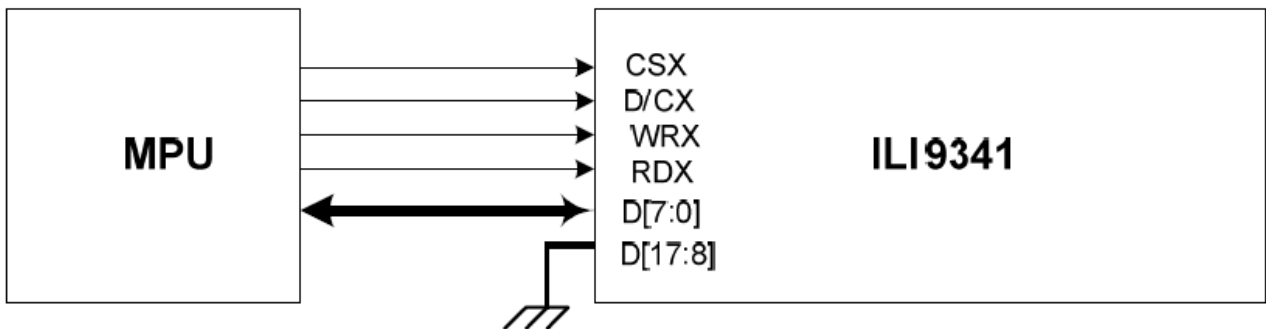 MPU
CSX
D/CX
WRX
RDX
D[7:0]
D[17:8]
ILI9341